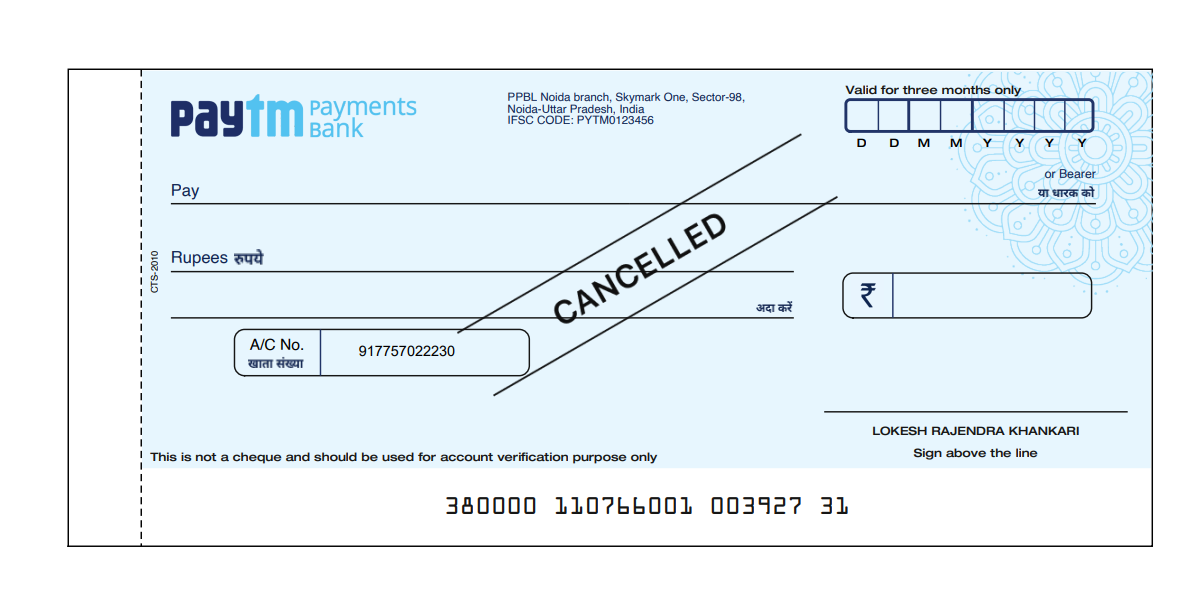 paytm Payments Bank
PPBL Noida branch, Skymark One, Sector-98,
Noida-Uttar Pradesh, India
IFSC CODE: PYTM0123456
Valid for three months only
D D M M Y Y Y Y
Pay
or Bearer
या धारक को
CTS-2010
Rupees रुपये
CANCELLED
₹
अदा करें
A/C No.
खाता संख्या
917757022230
LOKESH RAJENDRA KHANKARI
Sign above the line
This is not a cheque and should be used for account verification purpose only
380000 110766001 003927 31